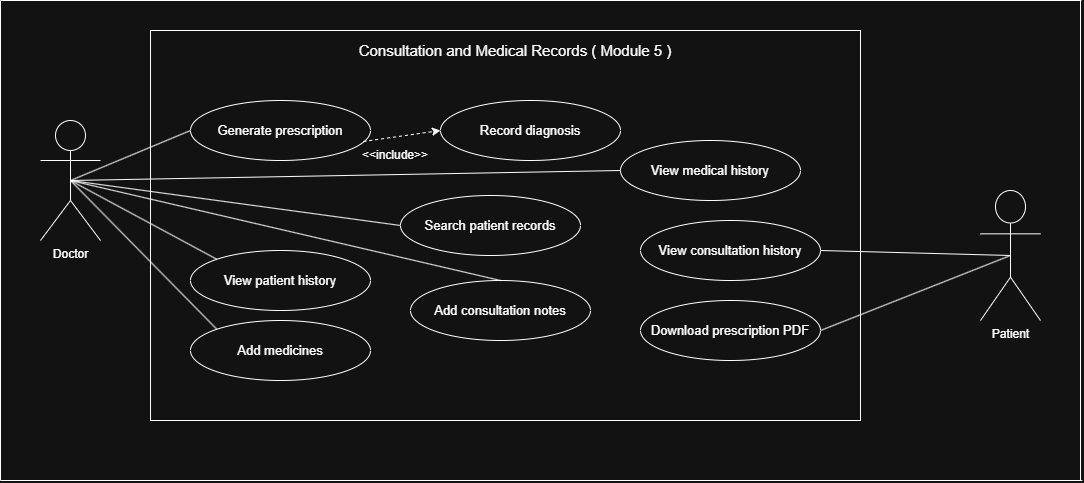 Consultation and Medical Records ( Module 5 )
Generate prescription
Record diagnosis
<<include>>
View medical history
Search patient records
View consultation history
Doctor
View patient history
Add consultation notes
Download prescription PDF
Patient
Add medicines